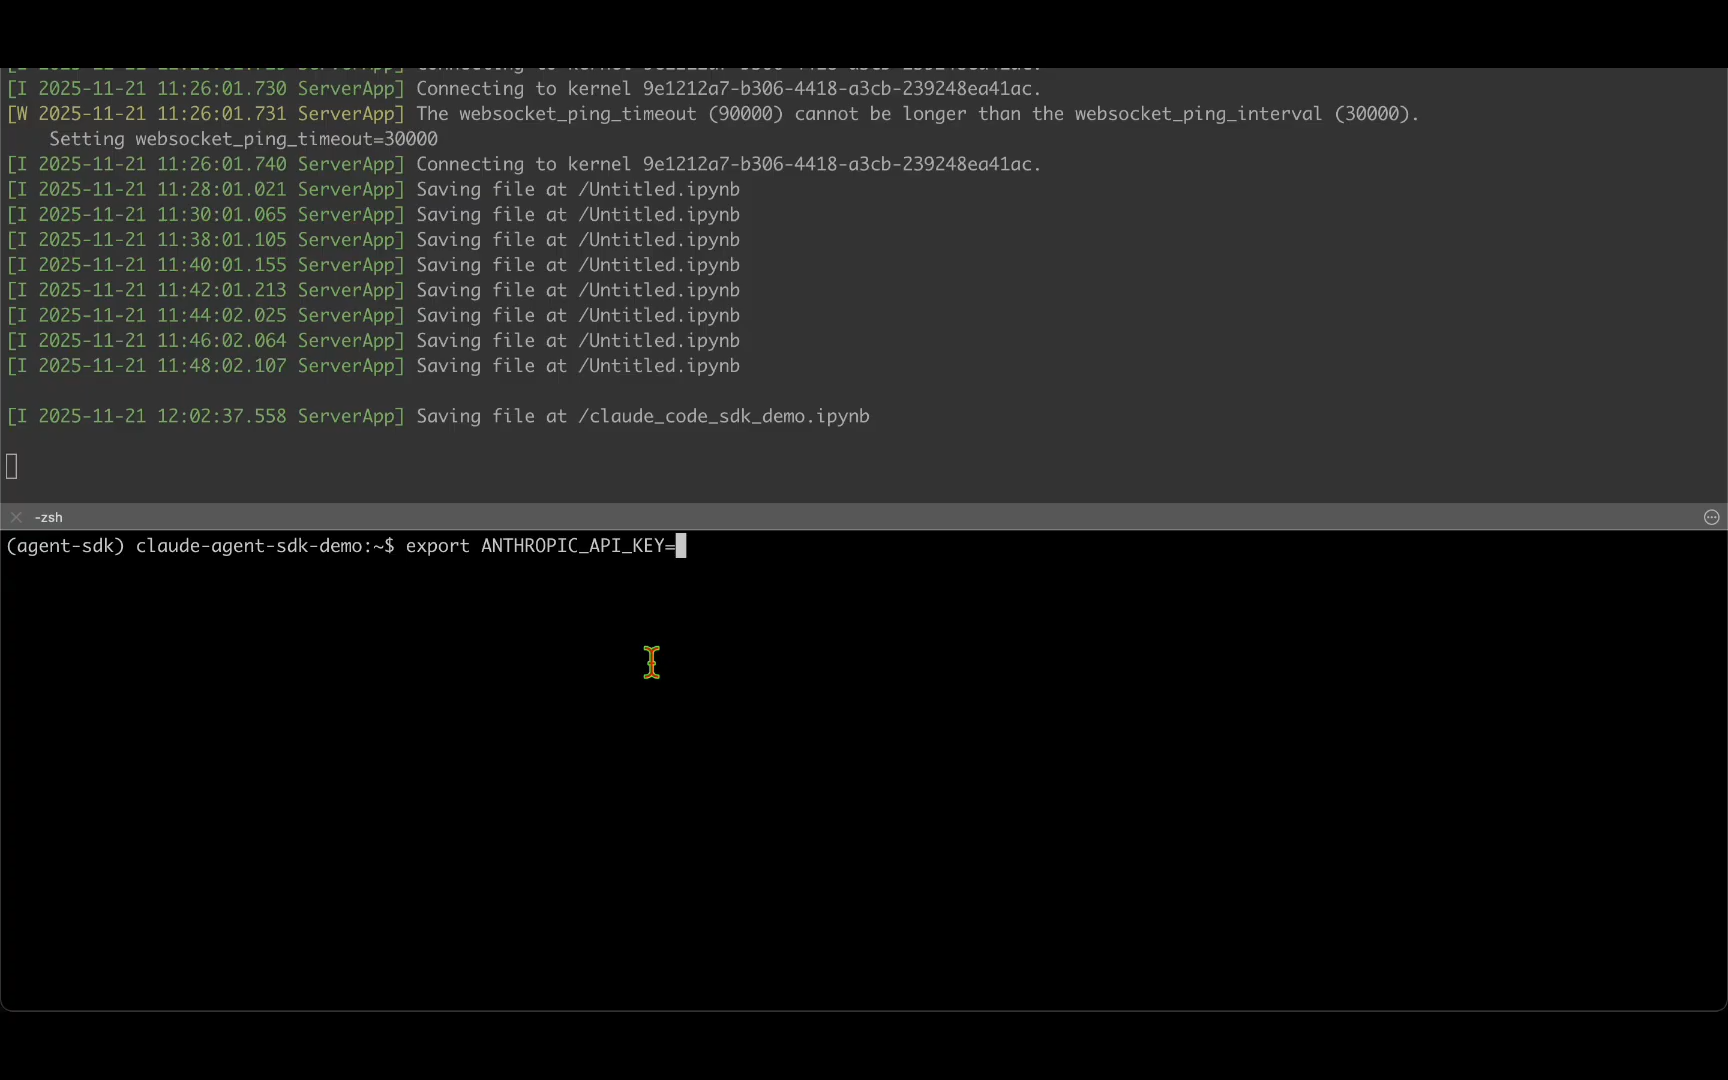 [I 2025-11-21 11:26:01.730 ServerApp] Connecting to kernel 9e1212a7-b306-4418-a3cb-239248ea41ac.
[W 2025-11-21 11:26:01.731 ServerApp] The websocket_ping_timeout (90000) cannot be longer than the websocket_ping_interval (30000).
    Setting websocket_ping_timeout=30000
[I 2025-11-21 11:26:01.740 ServerApp] Connecting to kernel 9e1212a7-b306-4418-a3cb-239248ea41ac.
[I 2025-11-21 11:28:01.021 ServerApp] Saving file at /Untitled.ipynb
[I 2025-11-21 11:30:01.065 ServerApp] Saving file at /Untitled.ipynb
[I 2025-11-21 11:38:01.105 ServerApp] Saving file at /Untitled.ipynb
[I 2025-11-21 11:40:01.155 ServerApp] Saving file at /Untitled.ipynb
[I 2025-11-21 11:42:01.213 ServerApp] Saving file at /Untitled.ipynb
[I 2025-11-21 11:44:02.025 ServerApp] Saving file at /Untitled.ipynb
[I 2025-11-21 11:46:02.064 ServerApp] Saving file at /Untitled.ipynb
[I 2025-11-21 11:48:02.107 ServerApp] Saving file at /Untitled.ipynb
[I 2025-11-21 12:02:37.558 ServerApp] Saving file at /claude_code_sdk_demo.ipynb
-zsh
(agent-sdk) claude-agent-sdk-demo:~$ export ANTHROPIC_API_KEY=